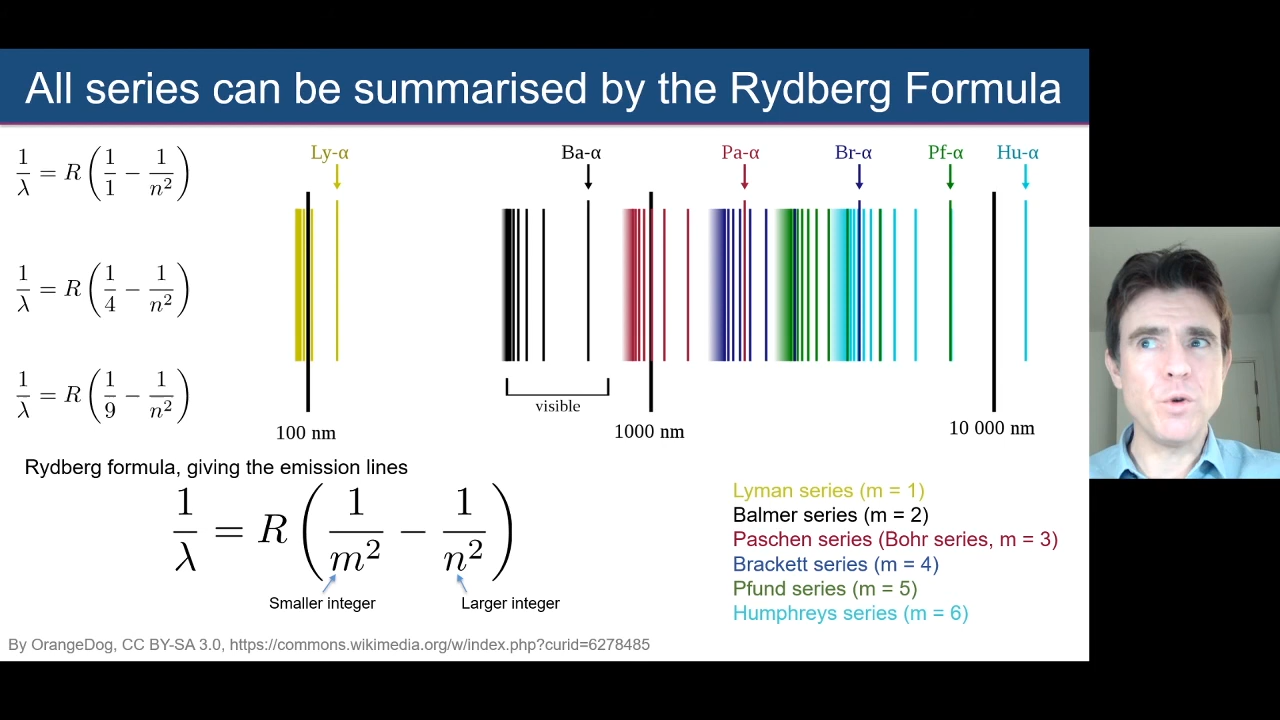 All series can be summarised by the Rydberg Formula
1/λ = R(1/1 − 1/n²)
1/λ = R(1/4 − 1/n²)
1/λ = R(1/9 − 1/n²)
Ly-α Ba-α Pa-α Br-α Pf-α Hu-α
visible
100 nm 1000 nm 10 000 nm
Rydberg formula, giving the emission lines
1/λ = R(1/m² − 1/n²)
Smaller integer Larger integer
Lyman series (m = 1)
Balmer series (m = 2)
Paschen series (Bohr series, m = 3)
Brackett series (m = 4)
Pfund series (m = 5)
Humphreys series (m = 6)
By OrangeDog, CC BY-SA 3.0, https://commons.wikimedia.org/w/index.php?curid=6278485